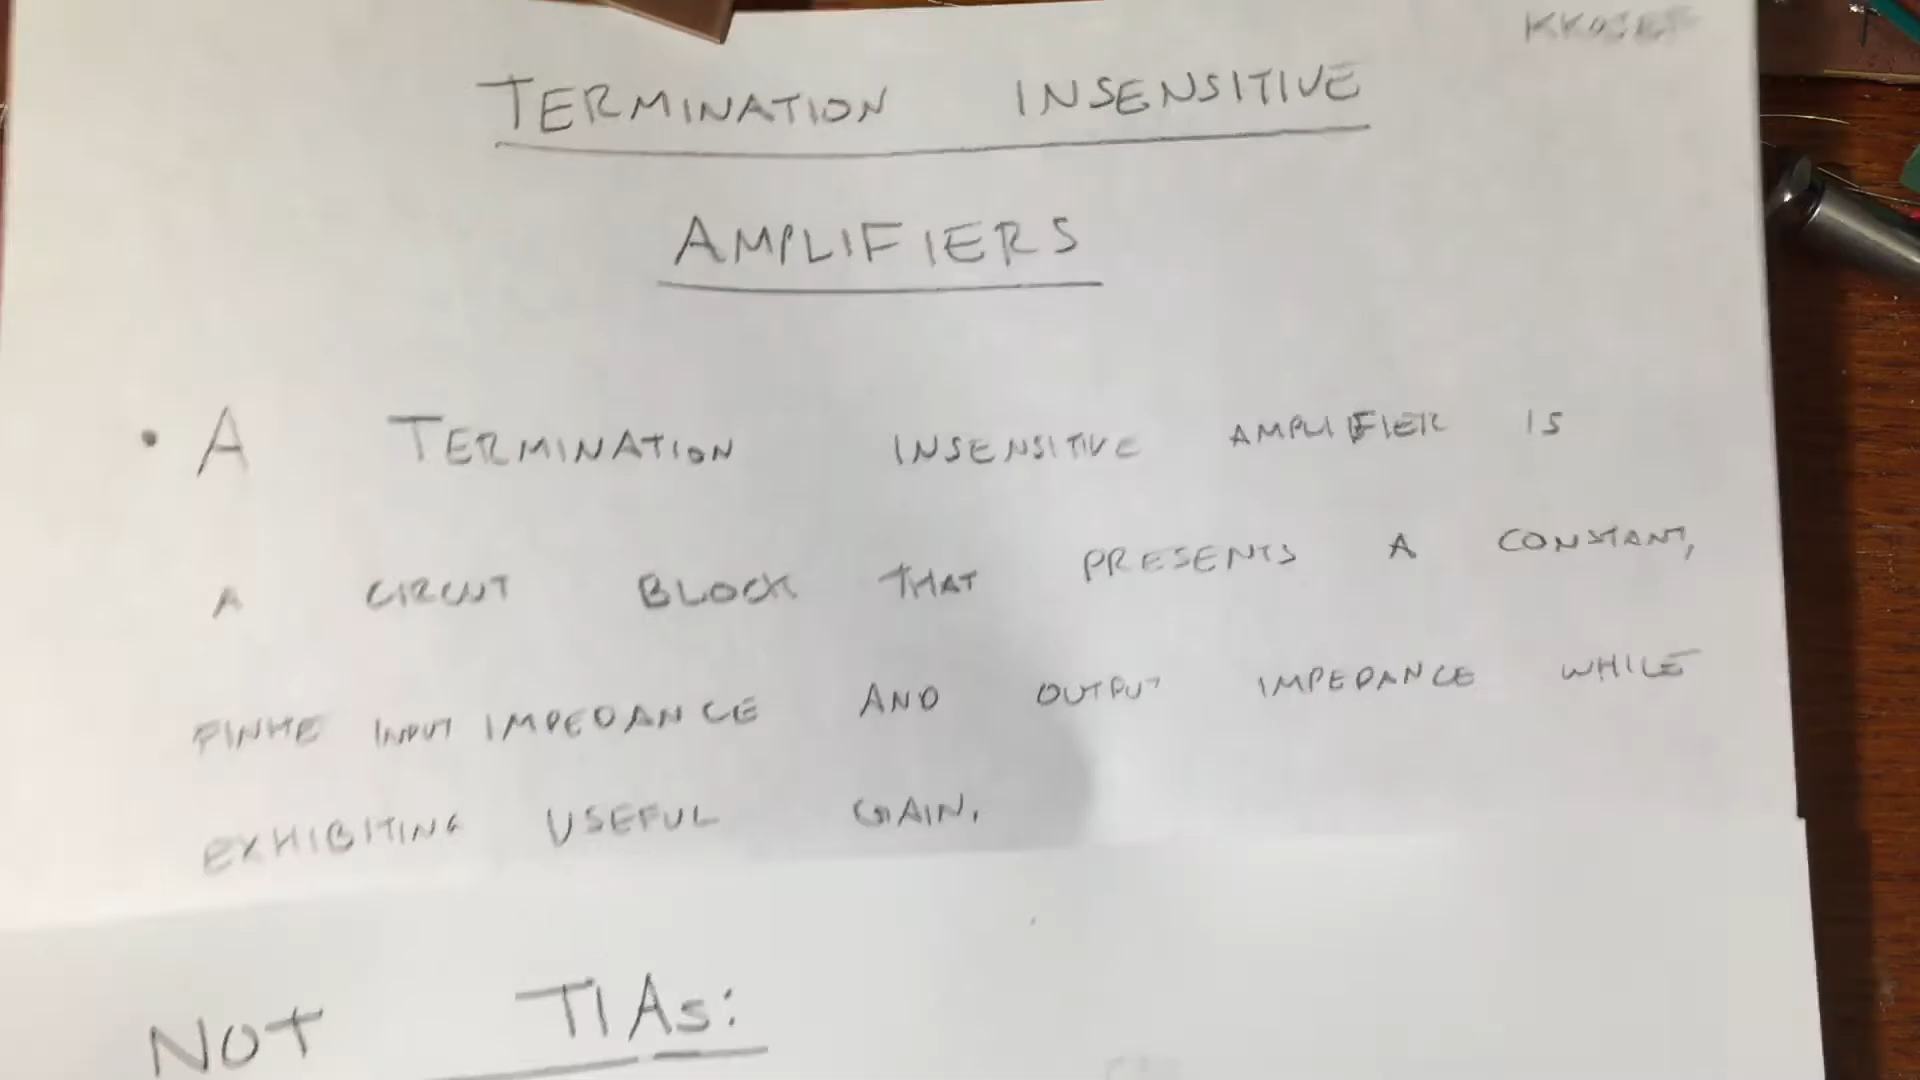 TERMINATION INSENSITIVE
AMPLIFIERS
• A TERMINATION INSENSITIVE AMPLIFIER IS
A CIRCUIT BLOCK THAT PRESENTS A CONSTANT,
FINITE INPUT IMPEDANCE AND OUTPUT IMPEDANCE WHILE
EXHIBITING USEFUL GAIN.
NOT TIAs: